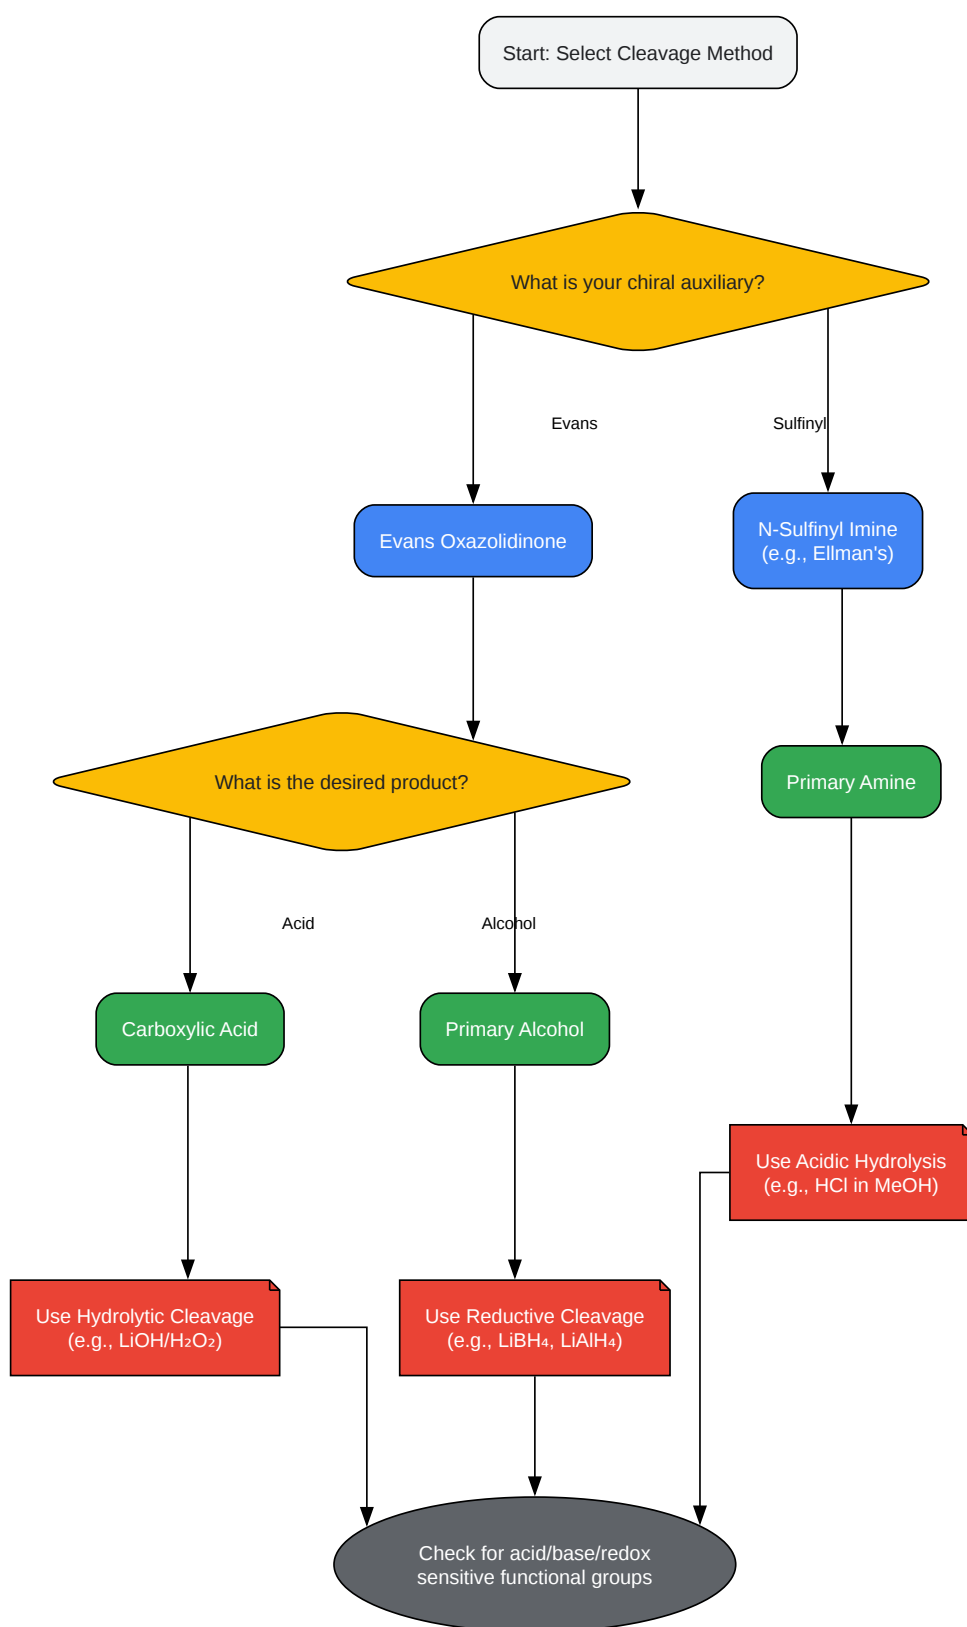 Start: Select Cleavage Method
What is your chiral auxiliary?
Evans
Sulfinyl
Evans Oxazolidinone
N-Sulfinyl Imine
(e.g., Ellman's)
What is the desired product?
Primary Amine
Acid
Alcohol
Carboxylic Acid
Primary Alcohol
Use Acidic Hydrolysis
(e.g., HCl in MeOH)
Use Hydrolytic Cleavage
(e.g., LiOH/H₂O₂)
Use Reductive Cleavage
(e.g., LiBH₄, LiAlH₄)
Check for acid/base/redox
sensitive functional groups